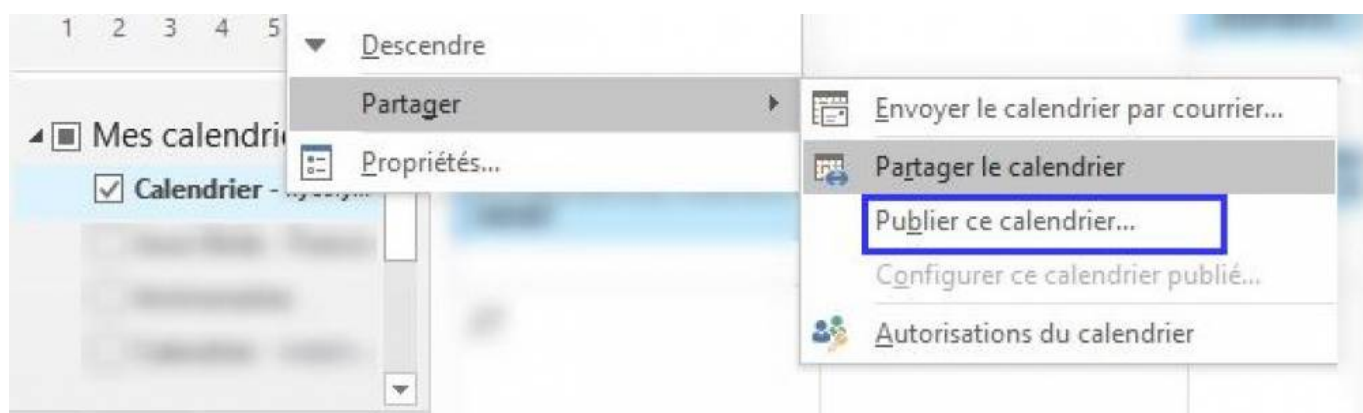 1 2 3 4 5
Descendre
Partager
Envoyer le calendrier par courrier...
Mes calendri
Propriétés...
Partager le calendrier
Calendrier -
Publier ce calendrier...
Configurer ce calendrier publié...
Autorisations du calendrier